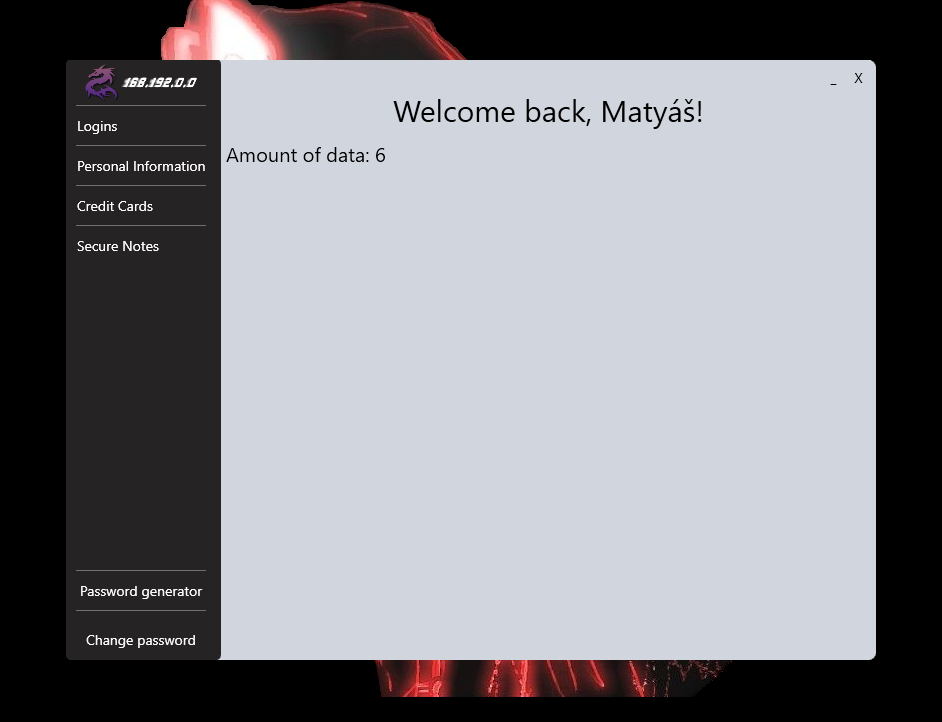 168.192.0.0
_ X
Welcome back, Matyáš!
Amount of data: 6
Logins
Personal Information
Credit Cards
Secure Notes
Password generator
Change password